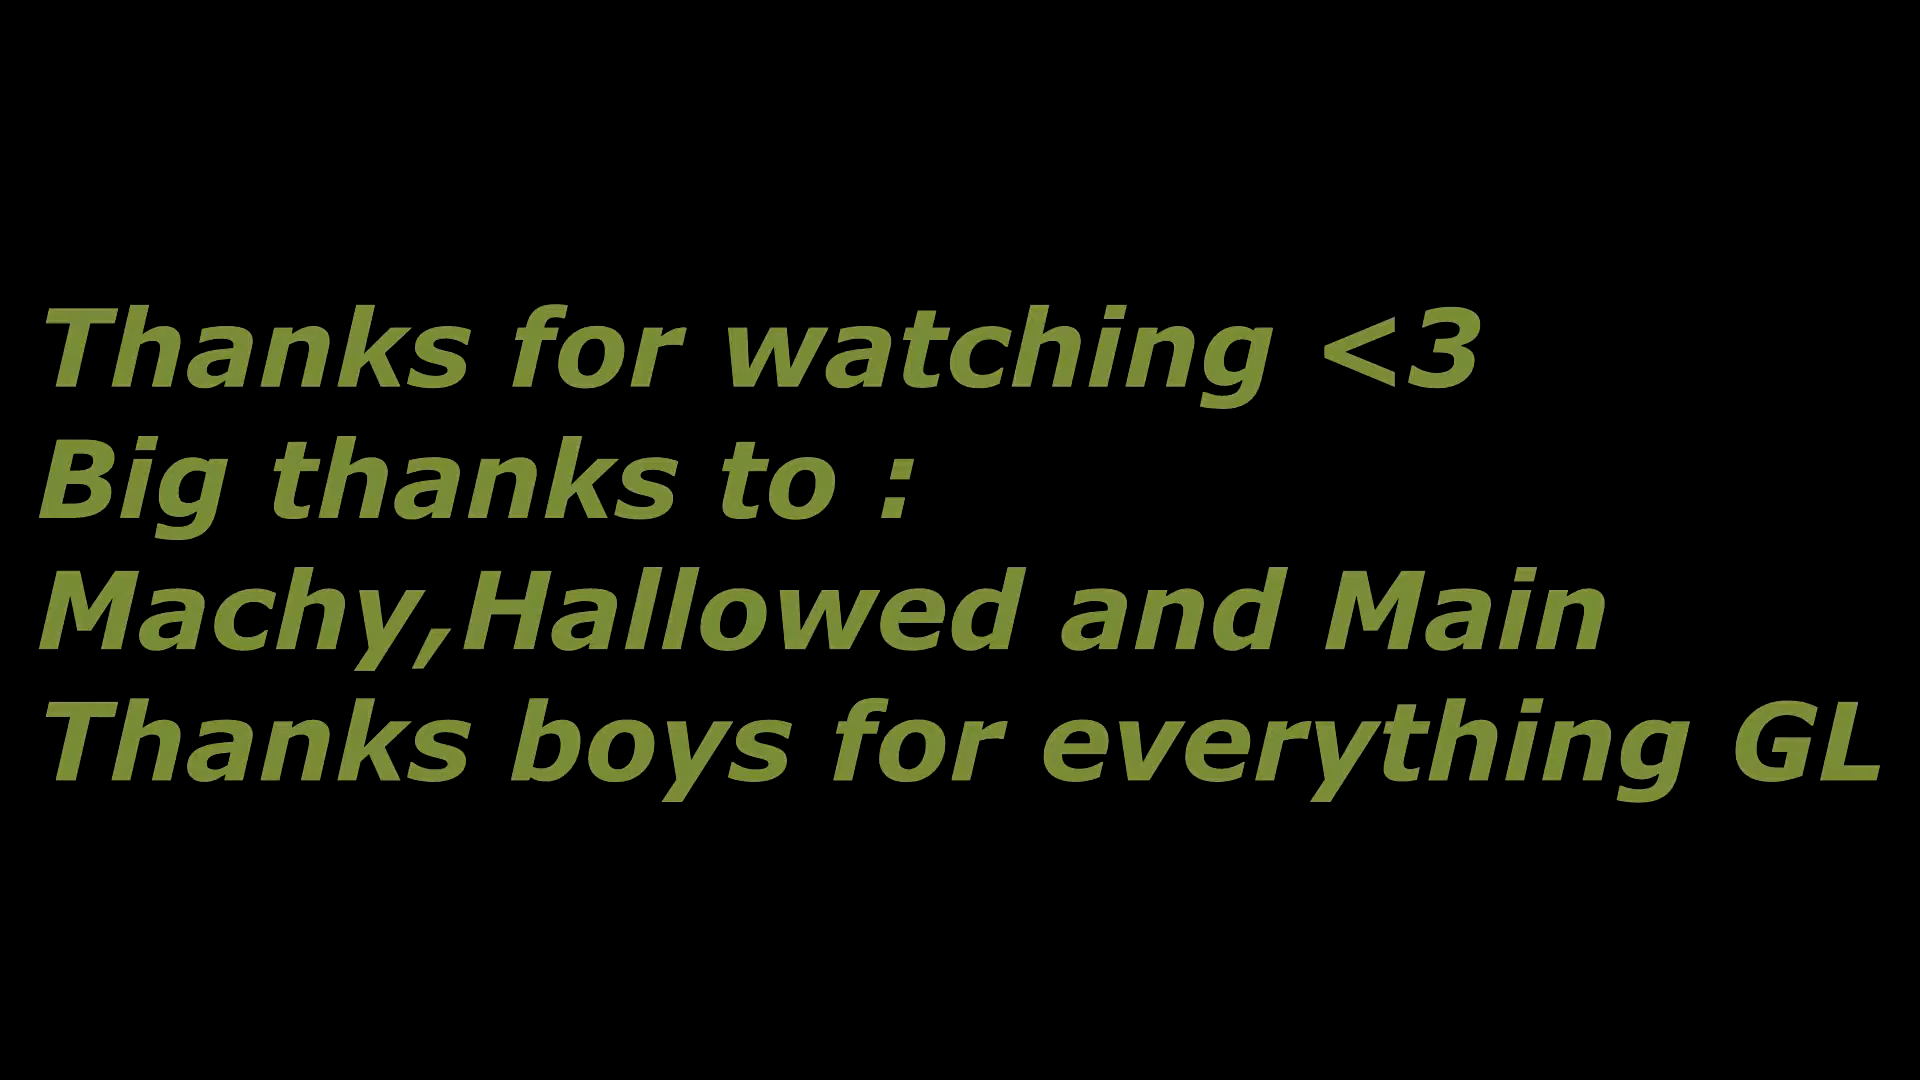 Thanks for watching <3
Big thanks to :
Machy,Hallowed and Main
Thanks boys for everything GL